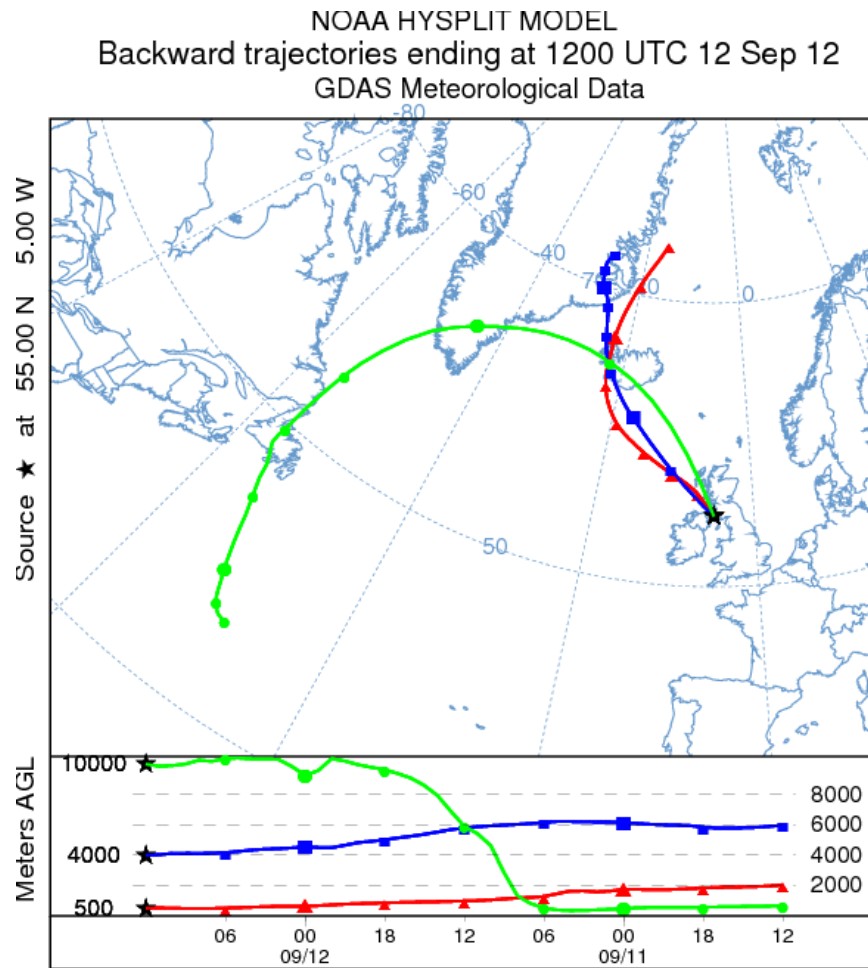 NOAA HYSPLIT MODEL
Backward trajectories ending at 1200 UTC 12 Sep 12
GDAS Meteorological Data
Source ★ at 55.00 N 5.00 W
-80
-60
-40
0
50
Meters AGL
10000
4000
500
8000
6000
4000
2000
06 00 18 12 06 00 18 12
09/12 09/11